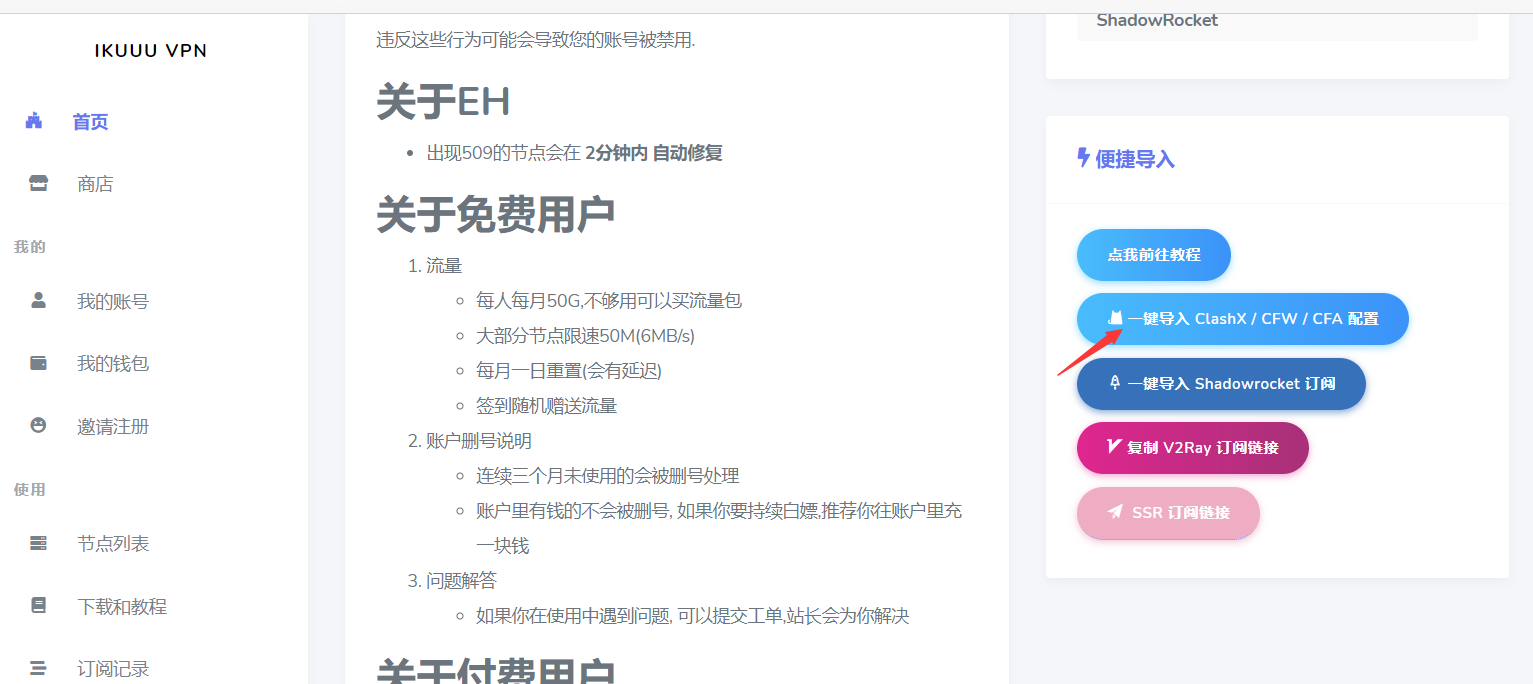 IKUUU VPN
首页
商店
我的
我的账号
我的钱包
邀请注册
使用
节点列表
下载和教程
订阅记录
违反这些行为可能会导致您的账号被禁用.
关于EH
• 出现509的节点会在 2分钟内 自动修复
关于免费用户
1. 流量
每人每月50G,不够用可以买流量包
大部分节点限速50M(6MB/s)
每月一日重置(会有延迟)
签到随机赠送流量
2. 账户删号说明
连续三个月未使用的会被删号处理
账户里有钱的不会被删号, 如果你要持续白嫖,推荐你往账户里充
一块钱
3. 问题解答
如果你在使用中遇到问题, 可以提交工单,站长会为你解决
关于付费用户
ShadowRocket
便捷导入
点我前往教程
一键导入 ClashX / CFW / CFA 配置
一键导入 Shadowrocket 订阅
复制 V2Ray 订阅链接
SSR 订阅链接